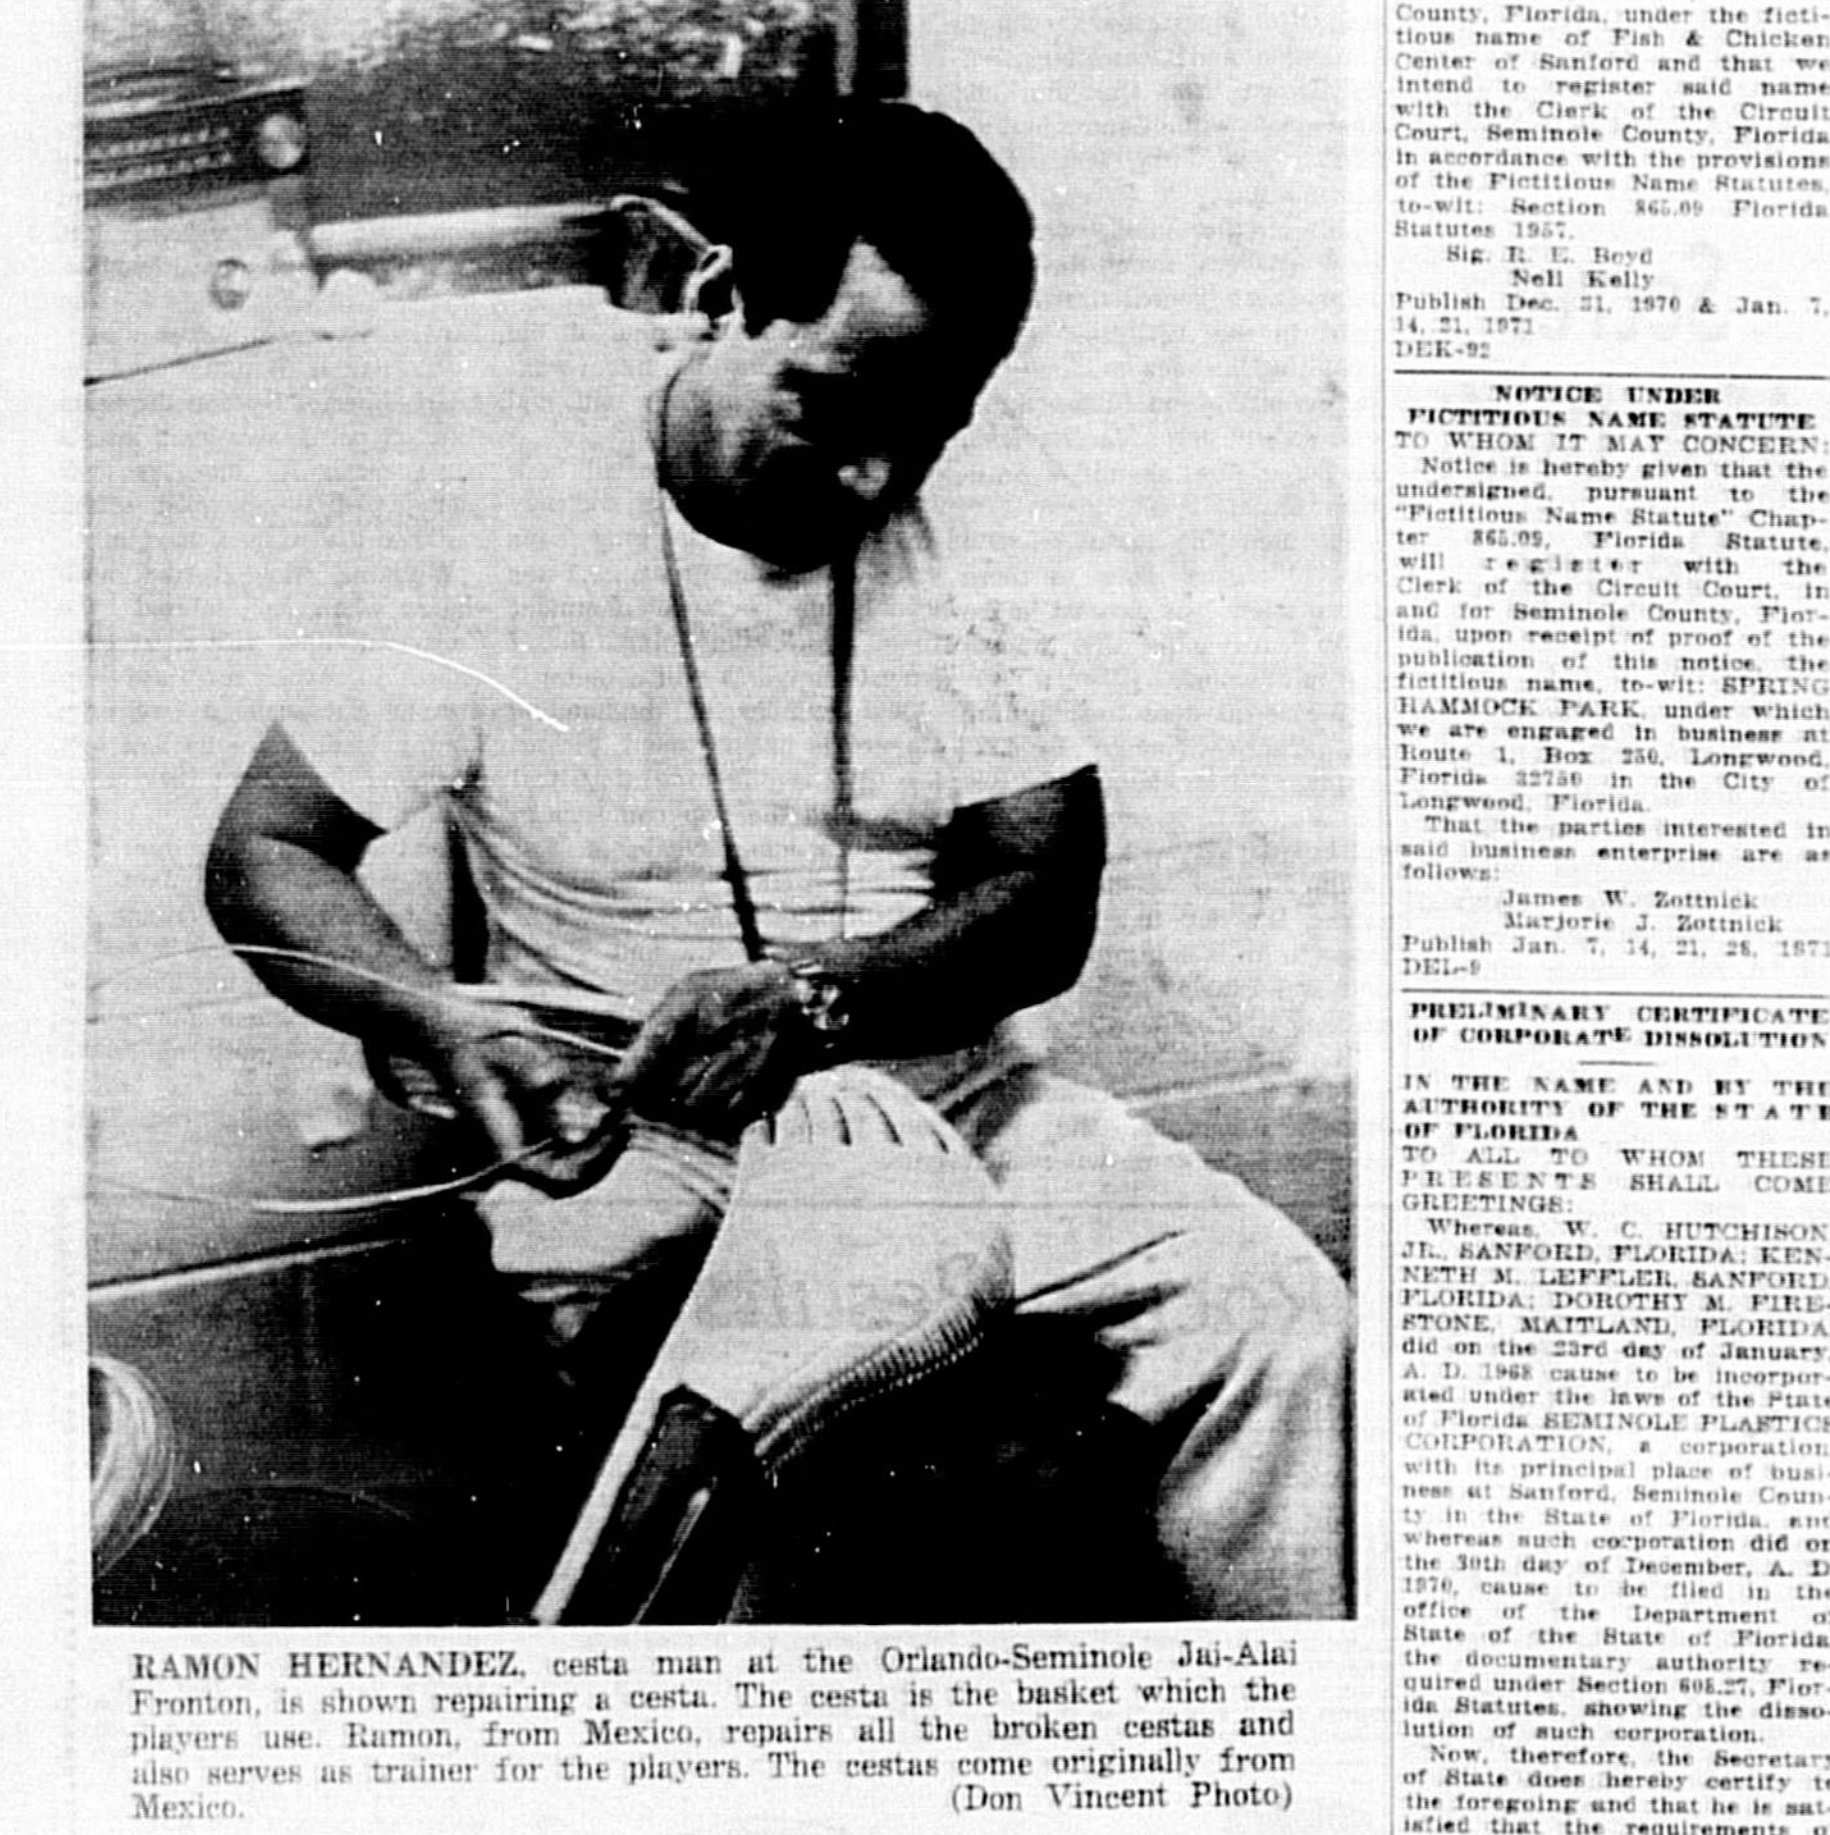 RAMON HERNANDEZ, cesta man at the Orlando-Seminole Jai-Alai
Fronton, is shown repairing a cesta. The cesta is the basket which the
players use. Ramon, from Mexico, repairs all the broken cestas and
also serves as trainer for the players. The cestas come originally from
Mexico.
(Don Vincent Photo)
County, Florida, under the ficti-
tious name of Fish & Chicken
Center of Sanford and that we
intend to register said name
with the Clerk of the Circuit
Court, Seminole County, Florida
in accordance with the provisions
of the Fictitious Name Statutes,
to-wit: Section 865.09 Florida
Statutes 1957.
Sig. R. E. Boyd
Nell Kelly
Publish Dec. 31, 1970 & Jan. 7,
14, 21, 1971
DEK-92
NOTICE UNDER
FICTITIOUS NAME STATUTE
TO WHOM IT MAY CONCERN:
Notice is hereby given that the
undersigned, pursuant to the
"Fictitious Name Statute" Chap-
ter 865.09, Florida Statute,
will register with the
Clerk of the Circuit Court, in
and for Seminole County, Flor-
ida, upon receipt of proof of the
publication of this notice, the
fictitious name, to-wit: SPRING
HAMMOCK PARK, under which
we are engaged in business at
Route 1, Box 250, Longwood,
Florida 32750 in the City of
Longwood, Florida.
That the parties interested in
said business enterprise are as
follows:
James W. Zottnick
Marjorie J. Zottnick
Publish Jan. 7, 14, 21, 28, 1971
DEL-9
PRELIMINARY CERTIFICATE
OF CORPORATE DISSOLUTION
IN THE NAME AND BY THE
AUTHORITY OF THE STATE
OF FLORIDA
TO ALL TO WHOM THESE
PRESENTS SHALL COME
GREETINGS:
Whereas, W. C. HUTCHISON
JR., SANFORD, FLORIDA; KEN-
NETH M. LEFFLER, SANFORD
FLORIDA; DOROTHY M. FIRE-
STONE, MAITLAND, FLORIDA
did on the 23rd day of January,
A. D. 1968 cause to be incorpor-
ated under the laws of the State
of Florida SEMINOLE PLASTICS
CORPORATION, a corporation
with its principal place of busi-
ness at Sanford, Seminole Coun-
ty in the State of Florida, and
whereas such corporation did on
the 30th day of December, A. D.
1970, cause to be filed in the
office of the Department of
State of the State of Florida
the documentary authority re-
quired under Section 608.27, Flor-
ida Statutes, showing the disso-
lution of such corporation.
Now, therefore, the Secretary
of State does hereby certify to
the foregoing and that he is sat-
isfied that the requirements of